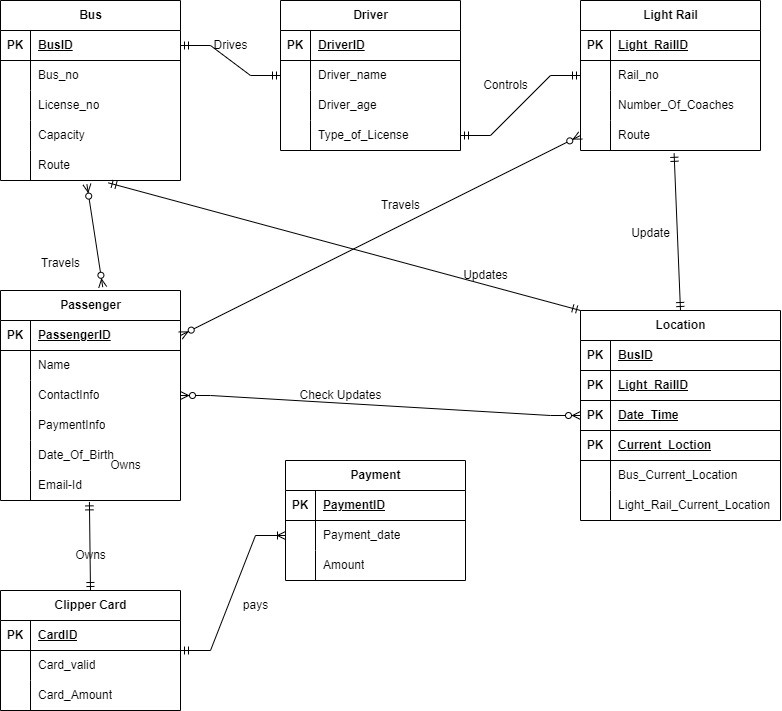 Bus
PK BusID
Bus_no
License_no
Capacity
Route
Drives
Driver
PK DriverID
Driver_name
Driver_age
Type_of_License
Controls
Light Rail
PK Light_RailID
Rail_no
Number_Of_Coaches
Route
Travels
Update
Travels
Updates
Passenger
PK PassengerID
Name
ContactInfo
PaymentInfo
Date_Of_Birth
Owns
Email-Id
Check Updates
Location
PK BusID
PK Light_RailID
PK Date_Time
PK Current_Loction
Bus_Current_Location
Light_Rail_Current_Location
Payment
PK PaymentID
Payment_date
Amount
Owns
pays
Clipper Card
PK CardID
Card_valid
Card_Amount